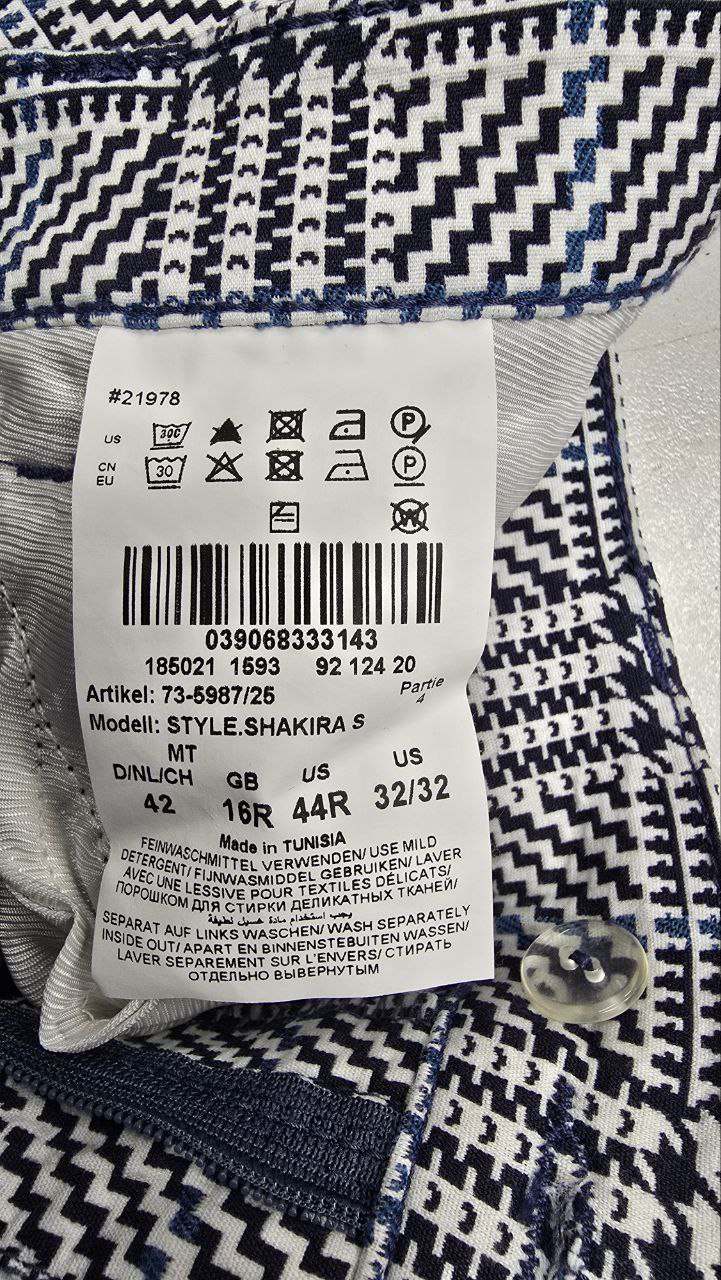 #21978
US 30C P
CN
EU 30 P
W
039068333143
185021 1593 92 124 20
Artikel: 73-5987/25 Partie 4
Modell: STYLE.SHAKIRA S
MT
D/NL/CH GB US US
42 16R 44R 32/32
Made in TUNISIA
FEINWASCHMITTEL VERWENDEN/ USE MILD
DETERGENT/ FIJNWASMIDDEL GEBRUIKEN/ LAVER
AVEC UNE LESSIVE POUR TEXTILES DÉLICATS/
ПОРОШКОМ ДЛЯ СТИРКИ ДЕЛИКАТНЫХ ТКАНЕЙ/
يجب استخدام مادة غسيل لطيفة
SEPARAT AUF LINKS WASCHEN/ WASH SEPARATELY
INSIDE OUT/ APART EN BINNENSTEBUITEN WASSEN/
LAVER SEPAREMENT SUR L'ENVERS/ СТИРАТЬ
ОТДЕЛЬНО ВЫВЕРНУТЫМ